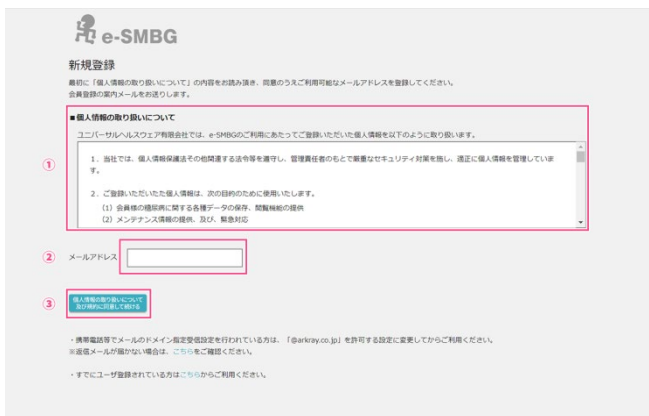 e-SMBG
新規登録
最初に「個人情報の取り扱いについて」の内容をお読み頂き、同意のうえご利用可能なメールアドレスを登録してください。
会員登録の案内メールをお送りします。
■個人情報の取り扱いについて
ユニバーサルヘルスウェア有限会社では、e-SMBGのご利用にあたってご登録いただいた個人情報を以下のように取り扱います。
①
1．当社では、個人情報保護法その他関連する法令等を遵守し、管理責任者のもとで厳重なセキュリティ対策を施し、適正に個人情報を管理していま
す。
2．ご登録いただいたた個人情報は、次の目的のために使用いたします。
（1）会員様の糖尿病に関する各種データの保存、閲覧機能の提供
（2）メンテナンス情報の提供、及び、緊急対応
② メールアドレス
③ 個人情報の取り扱いについて
及び規約に同意して続ける
・携帯電話等でメールのドメイン指定受信設定を行われている方は、「@arkray.co.jp」を許可する設定に変更してからご利用ください。
※返信メールが届かない場合は、こちらをご確認ください。
・すでにユーザ登録されている方はこちらからご利用ください。